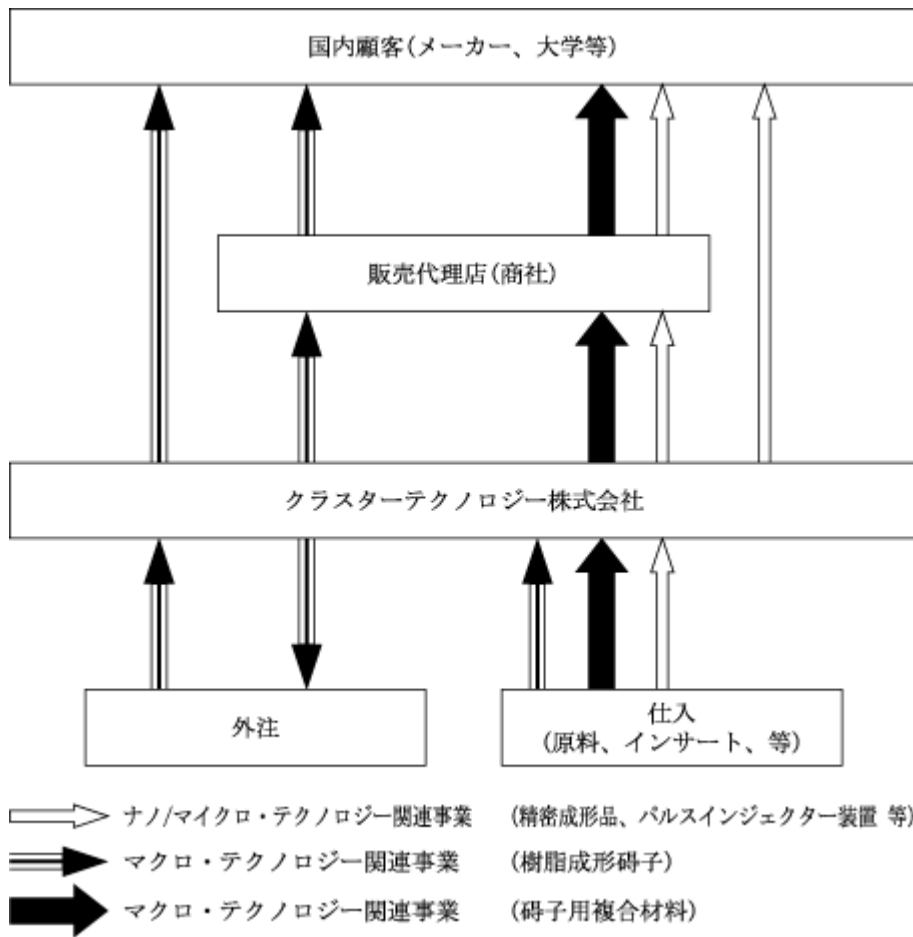 国内顧客(メーカー、大学等)
販売代理店(商社)
クラスターテクノロジー株式会社
外注
仕入
(原料、インサート、等)
ナノ/マイクロ・テクノロジー関連事業 (精密成形品、パルスインジェクター装置 等)
マクロ・テクノロジー関連事業 (樹脂成形碍子)
マクロ・テクノロジー関連事業 (碍子用複合材料)